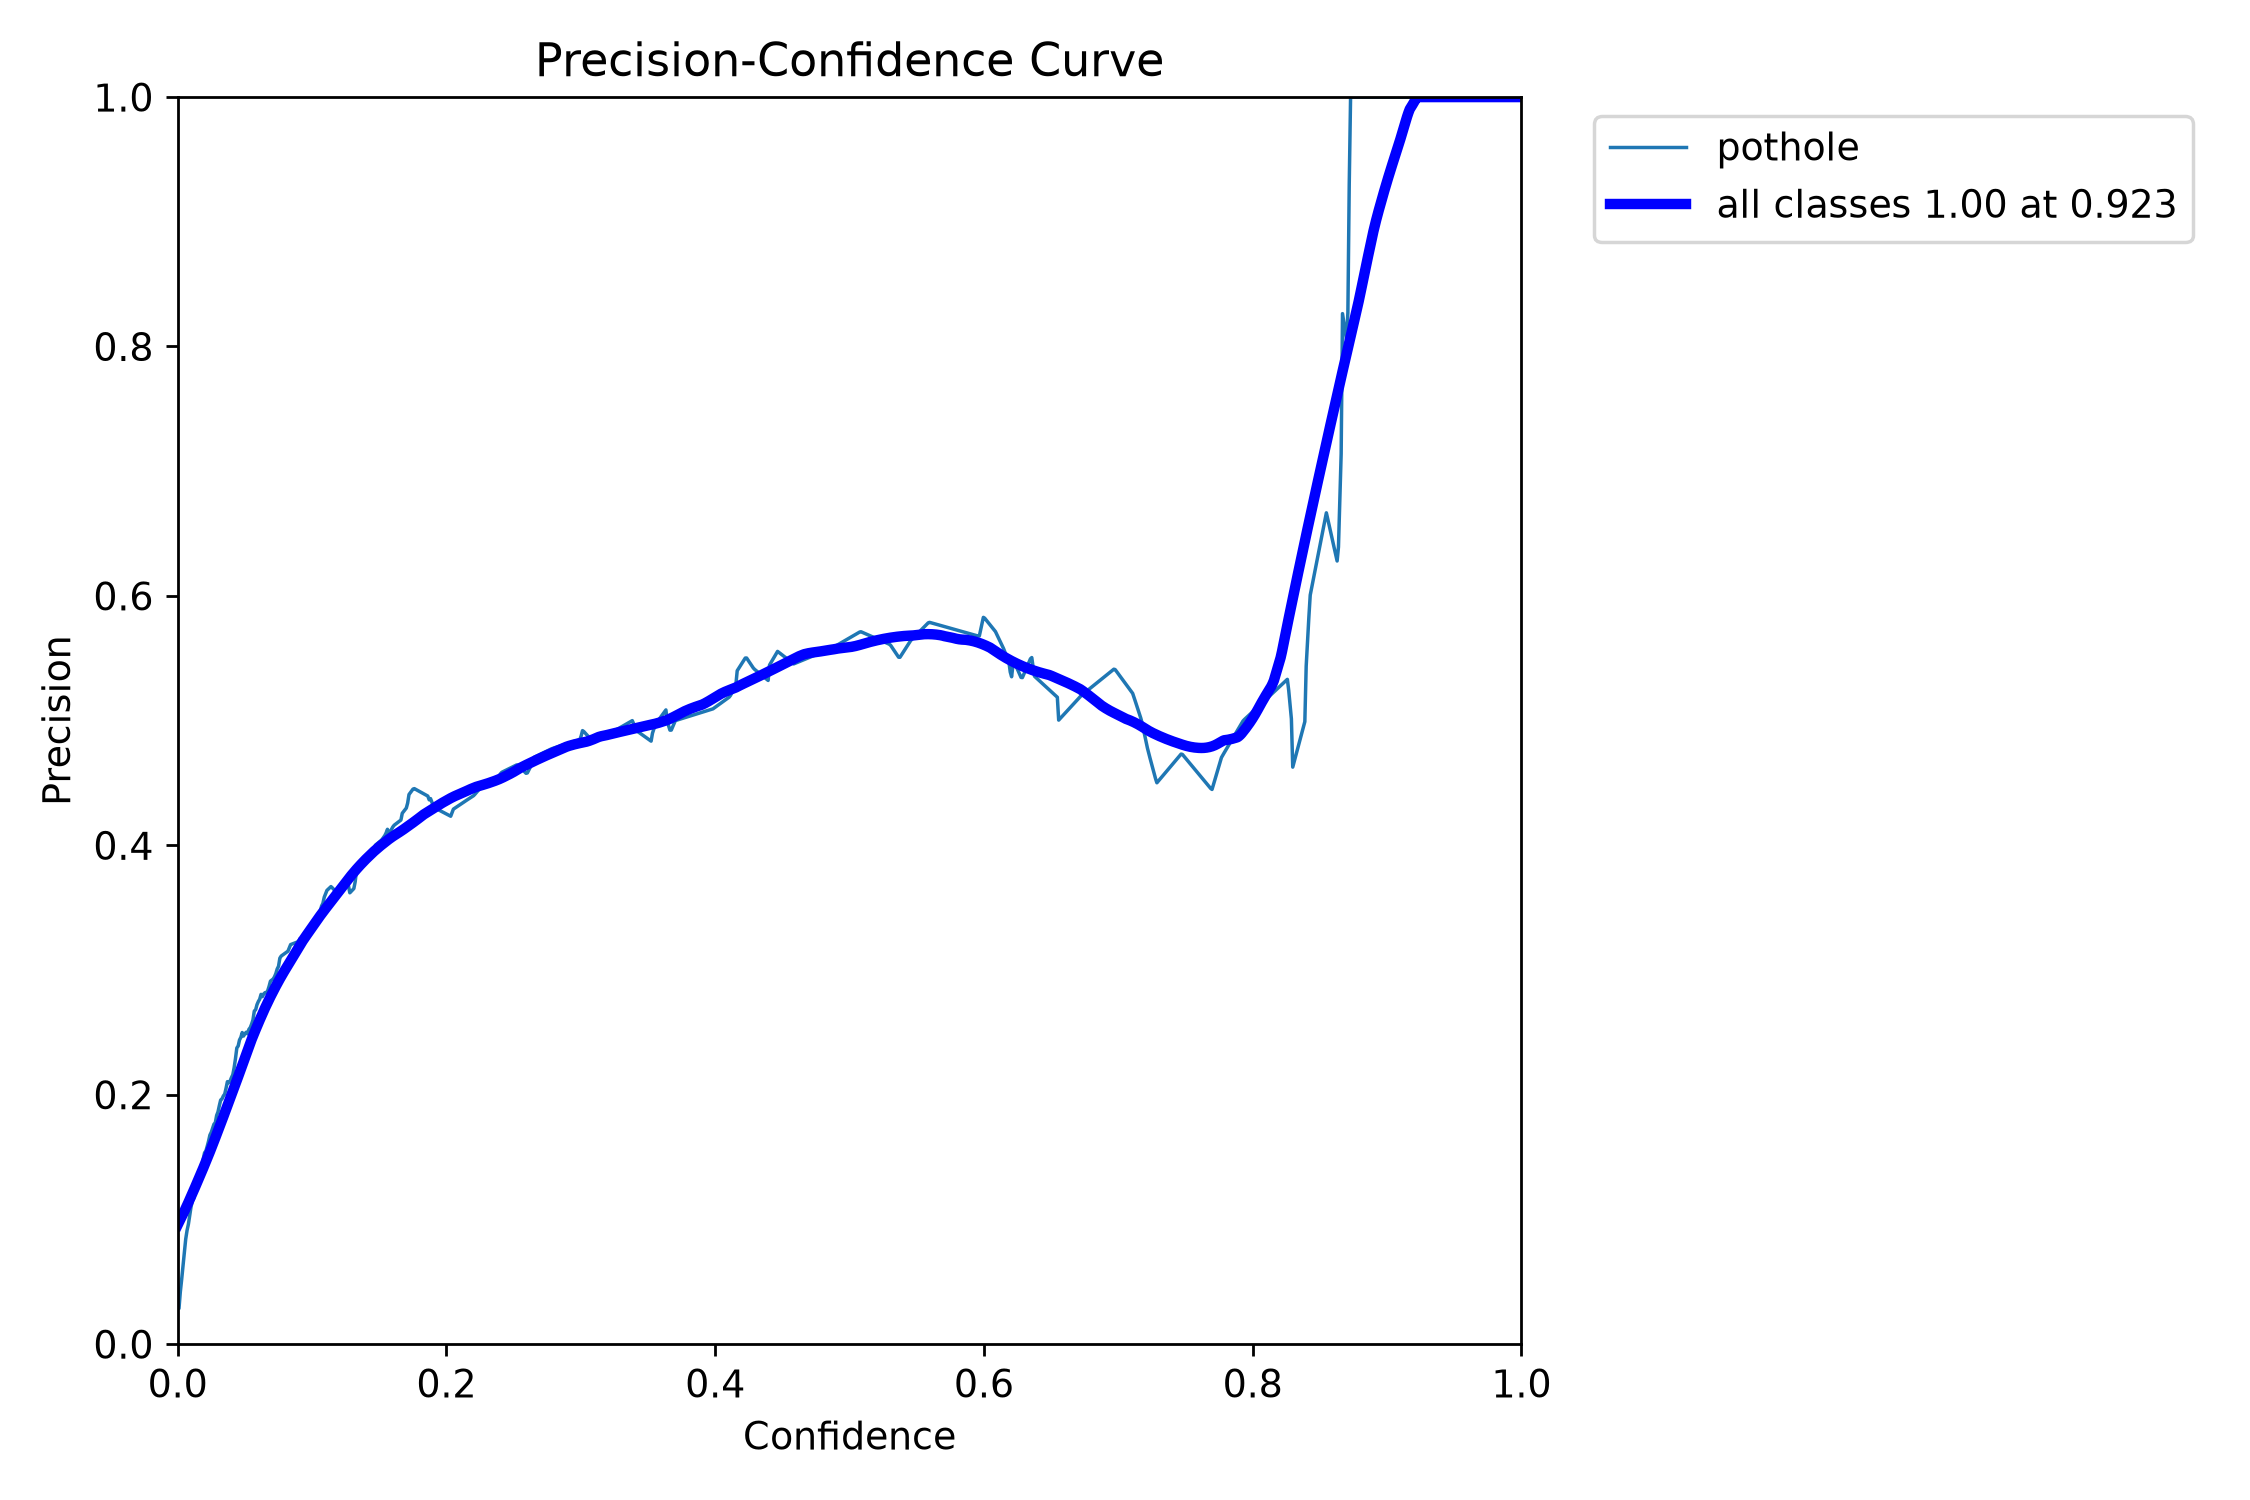 Precision-Confidence Curve
pothole
all classes 1.00 at 0.923
1.0
0.8
0.6
0.4
0.2
0.0
Precision
0.0 0.2 0.4 0.6 0.8 1.0
Confidence